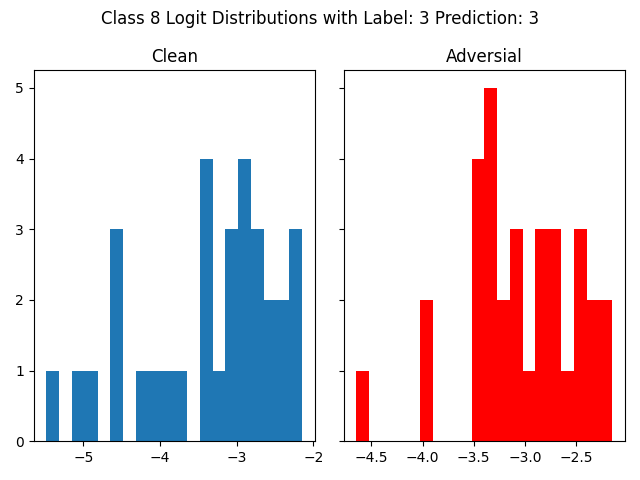 Class 8 Logit Distributions with Label: 3 Prediction: 3
Clean
Adversial
5
4
3
2
1
0
−5 −4 −3 −2
−4.5 −4.0 −3.5 −3.0 −2.5